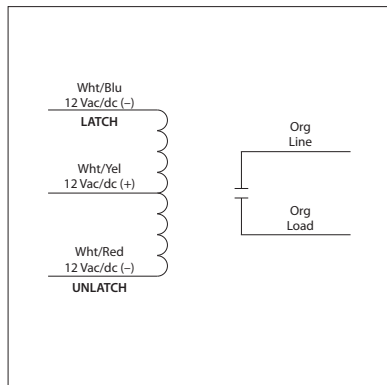 Wht/Blu
12 Vac/dc (–)
LATCH
Wht/Yel
12 Vac/dc (+)
Wht/Red
12 Vac/dc (–)
UNLATCH
Org
Line
Org
Load